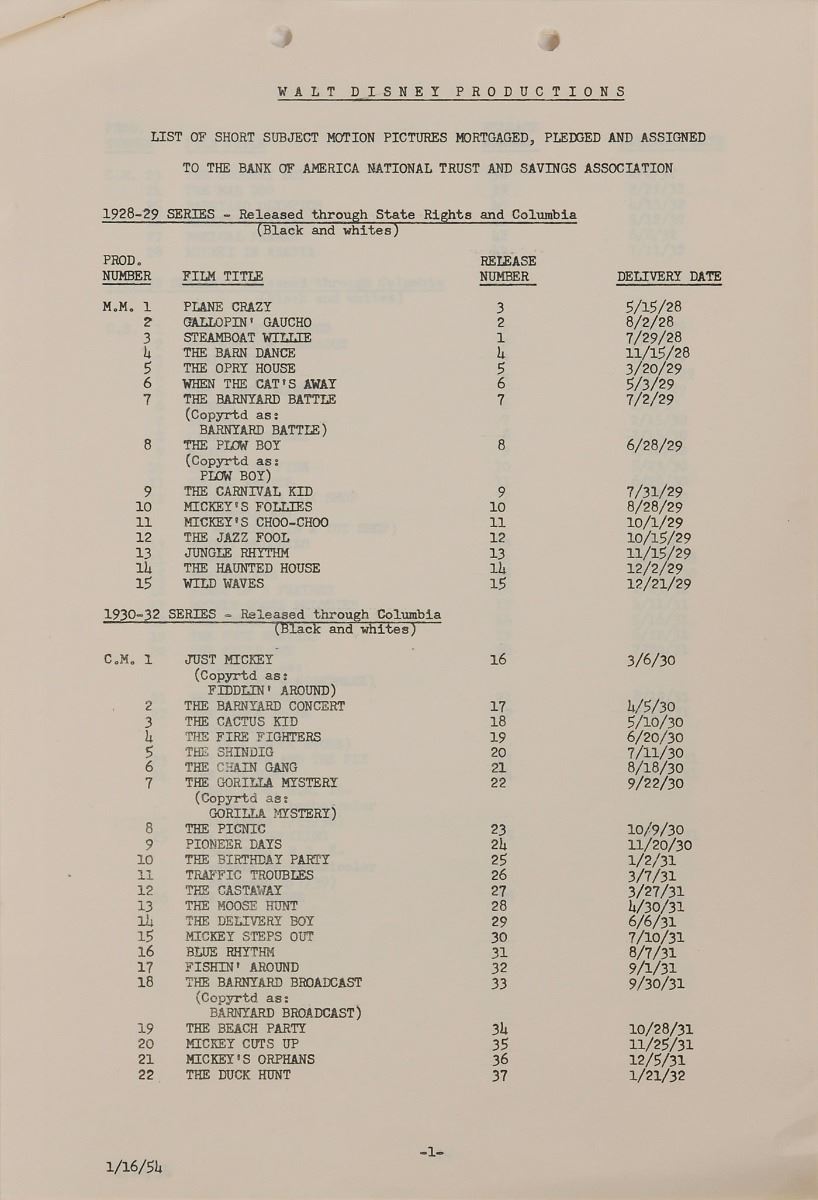 WALT DISNEY PRODUCTIONS
LIST OF SHORT SUBJECT MOTION PICTURES MORTGAGED, PLEDGED AND ASSIGNED
TO THE BANK OF AMERICA NATIONAL TRUST AND SAVINGS ASSOCIATION
1928-29 SERIES - Released through State Rights and Columbia
(Black and whites)
PROD. RELEASE
NUMBER FILM TITLE NUMBER DELIVERY DATE
M.M. 1 PLANE CRAZY 3 5/15/28
2 GALLOPIN' GAUCHO 2 8/2/28
3 STEAMBOAT WILLIE 1 7/29/28
4 THE BARN DANCE 4 11/15/28
5 THE OPRY HOUSE 5 3/20/29
6 WHEN THE CAT'S AWAY 6 5/3/29
7 THE BARNYARD BATTLE 7 7/2/29
(Copyrtd as:
BARNYARD BATTLE)
8 THE PLOW BOY 8 6/28/29
(Copyrtd as:
PLOW BOY)
9 THE CARNIVAL KID 9 7/31/29
10 MICKEY'S FOLLIES 10 8/28/29
11 MICKEY'S CHOO-CHOO 11 10/1/29
12 THE JAZZ FOOL 12 10/15/29
13 JUNGLE RHYTHM 13 11/15/29
14 THE HAUNTED HOUSE 14 12/2/29
15 WILD WAVES 15 12/21/29
1930-32 SERIES - Released through Columbia
(Black and whites)
C.M. 1 JUST MICKEY 16 3/6/30
(Copyrtd as:
FIDDLIN' AROUND)
2 THE BARNYARD CONCERT 17 4/5/30
3 THE CACTUS KID 18 5/10/30
4 THE FIRE FIGHTERS 19 6/20/30
5 THE SHINDIG 20 7/11/30
6 THE CHAIN GANG 21 8/18/30
7 THE GORILLA MYSTERY 22 9/22/30
(Copyrtd as:
GORILLA MYSTERY)
8 THE PICNIC 23 10/9/30
9 PIONEER DAYS 24 11/20/30
10 THE BIRTHDAY PARTY 25 1/2/31
11 TRAFFIC TROUBLES 26 3/7/31
12 THE CASTAWAY 27 3/27/31
13 THE MOOSE HUNT 28 4/30/31
14 THE DELIVERY BOY 29 6/6/31
15 MICKEY STEPS OUT 30 7/10/31
16 BLUE RHYTHM 31 8/7/31
17 FISHIN' AROUND 32 9/1/31
18 THE BARNYARD BROADCAST 33 9/30/31
(Copyrtd as:
BARNYARD BROADCAST)
19 THE BEACH PARTY 34 10/28/31
20 MICKEY CUTS UP 35 11/25/31
21 MICKEY'S ORPHANS 36 12/5/31
22 THE DUCK HUNT 37 1/21/32
-1-
1/16/54